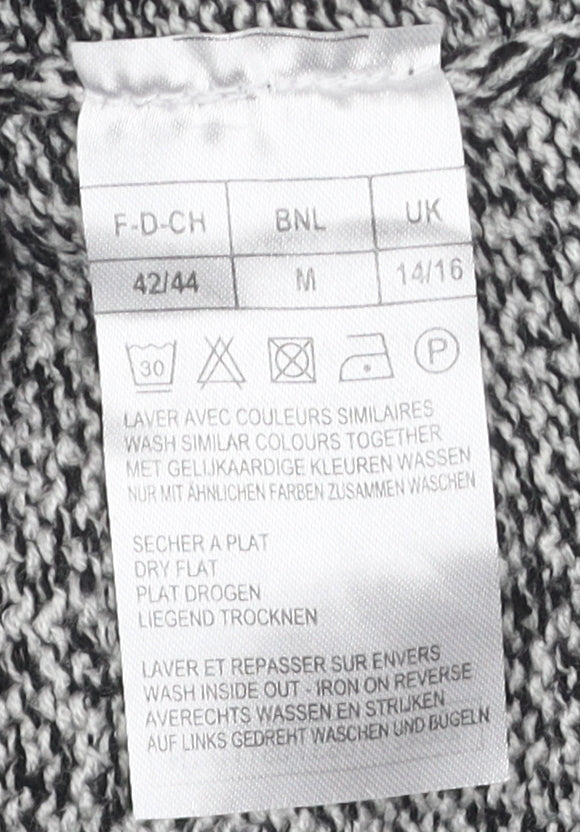 F-D-CH BNL UK
42/44 M 14/16
30 P
LAVER AVEC COULEURS SIMILAIRES
WASH SIMILAR COLOURS TOGETHER
MET GELIJKAARDIGE KLEUREN WASSEN
NUR MIT ÄHNLICHEN FARBEN ZUSAMMEN WASCHEN
SECHER A PLAT
DRY FLAT
PLAT DROGEN
LIEGEND TROCKNEN
LAVER ET REPASSER SUR ENVERS
WASH INSIDE OUT - IRON ON REVERSE
AVERECHTS WASSEN EN STRIJKEN
AUF LINKS GEDREHT WASCHEN UND BÜGELN